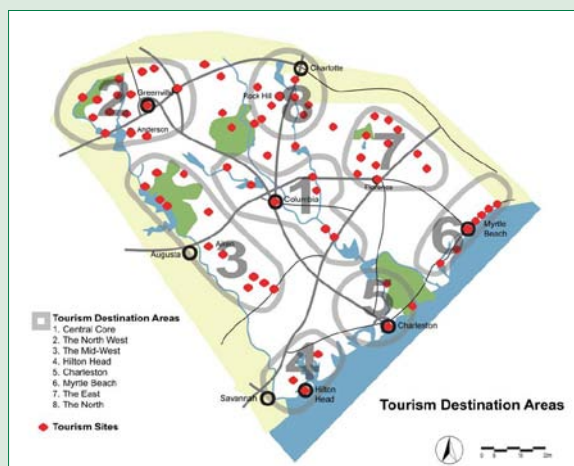 Charlotte
2
Greenville
Rock Hill
8
Anderson
7
1
Florence
Columbia
6
Myrtle
Beach
Augusta
Aiken
3
5
Charleston
4
Savannah
Hilton
Head
Tourism Destination Areas
1. Central Core
2. The North West
3. The Mid-West
4. Hilton Head
5. Charleston
6. Myrtle Beach
7. The East
8. The North
Tourism Sites
Tourism Destination Areas